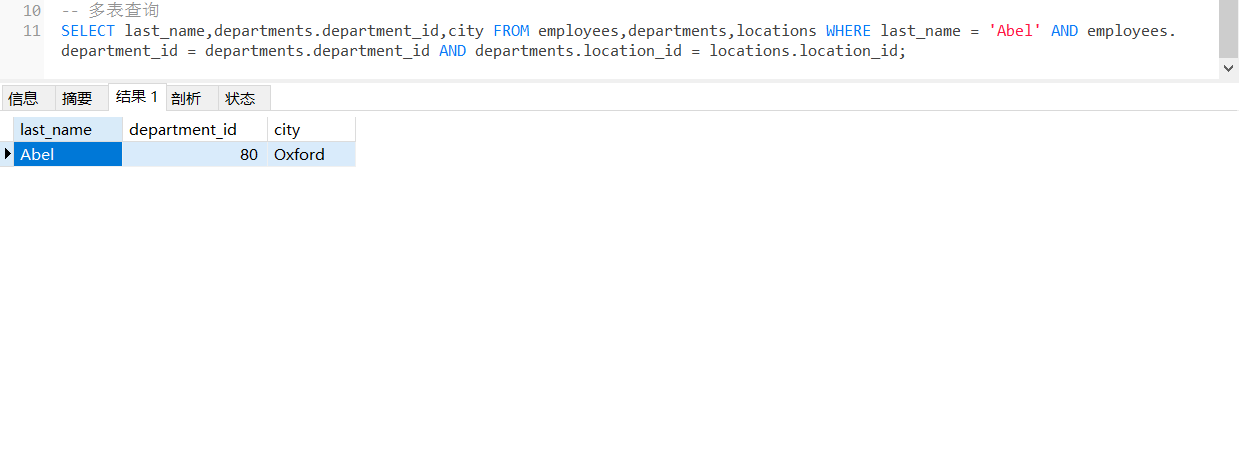 10 -- 多表查询
11 SELECT last_name,departments.department_id,city FROM employees,departments,locations WHERE last_name = 'Abel' AND employees.
department_id = departments.department_id AND departments.location_id = locations.location_id;
信息 摘要 结果 1 剖析 状态
last_name department_id city
Abel 80 Oxford